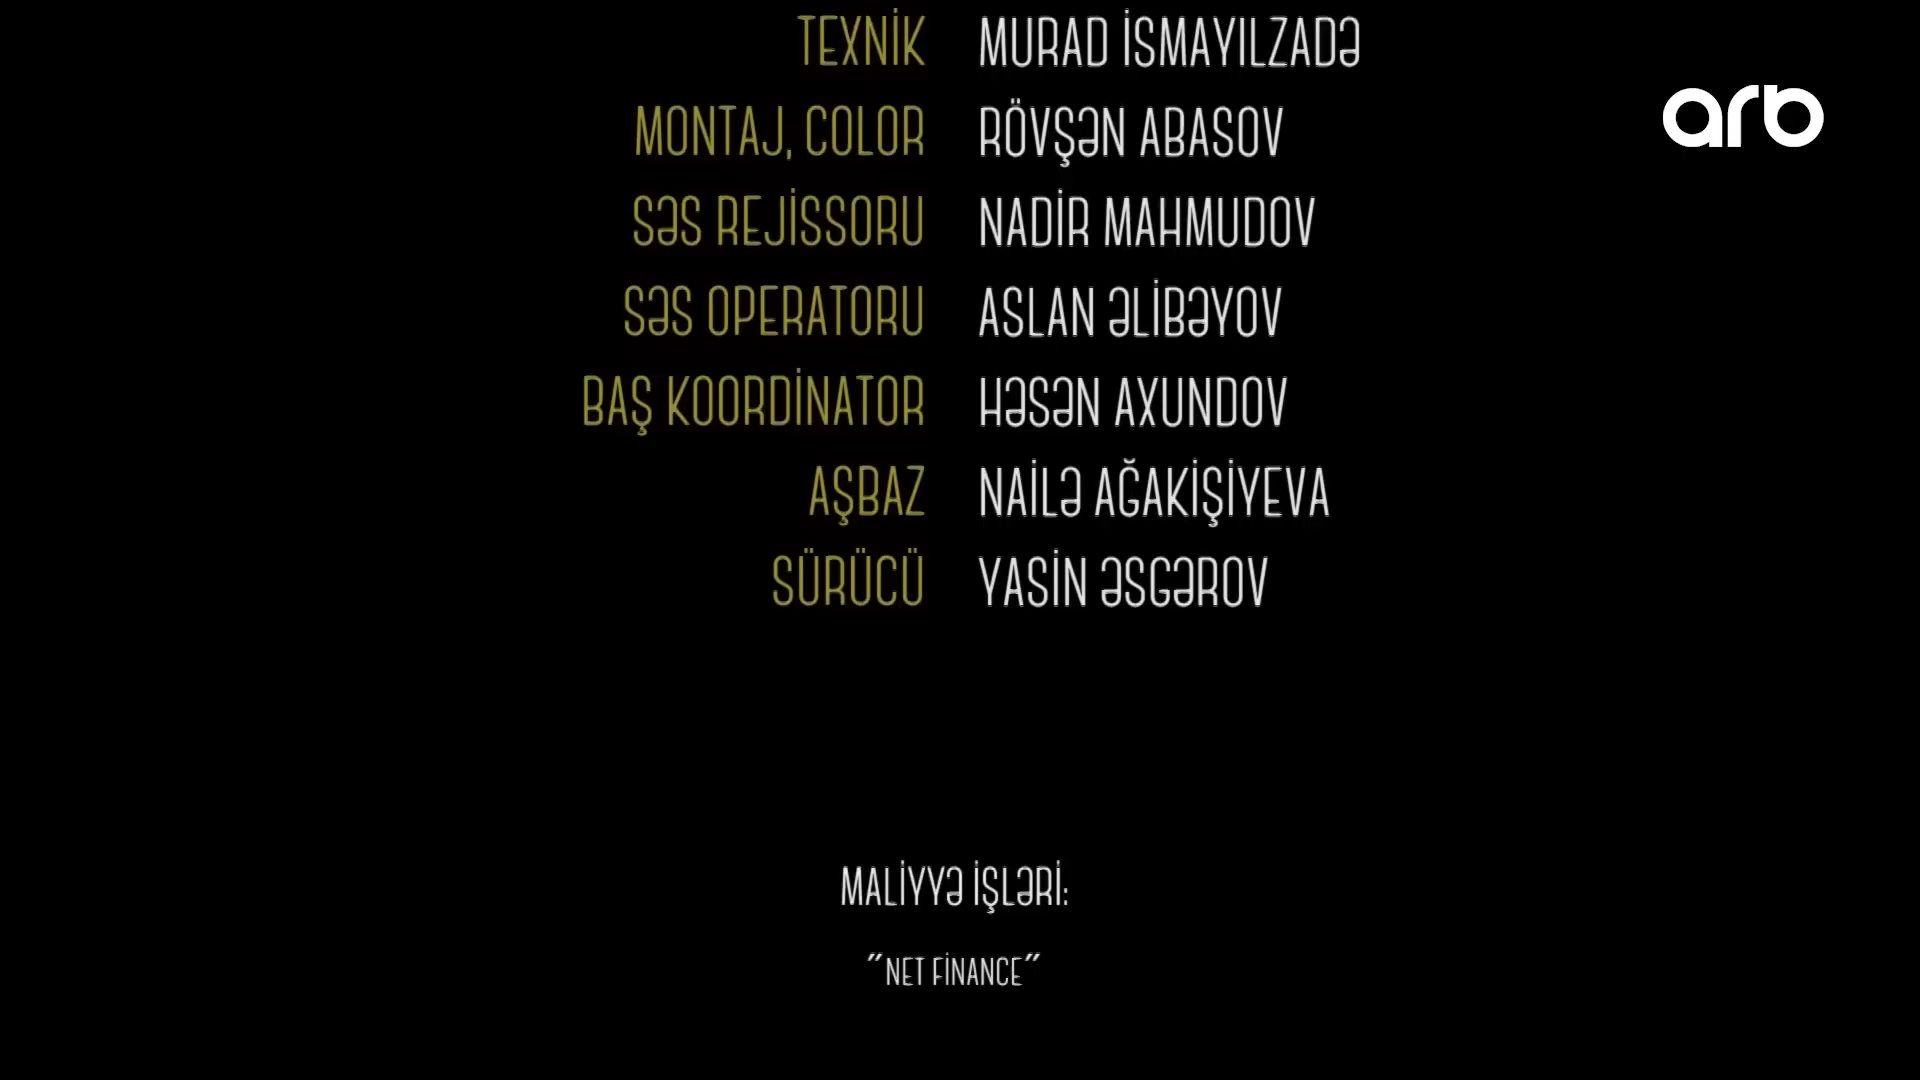 TEXNİK MURAD İSMAYILZADƏ
arb
MONTAJ, COLOR RÖVŞƏN ABASOV
SƏS REJİSSORU NADİR MAHMUDOV
SƏS OPERATORU ASLAN ƏLİBƏYOV
BAŞ KOORDİNATOR HƏSƏN AXUNDOV
AŞBAZ NAİLƏ AĞAKİŞİYEVA
SÜRÜCÜ YASİN ƏSGƏROV
MALİYYƏ İŞLƏRİ:
"NET FİNANCE"